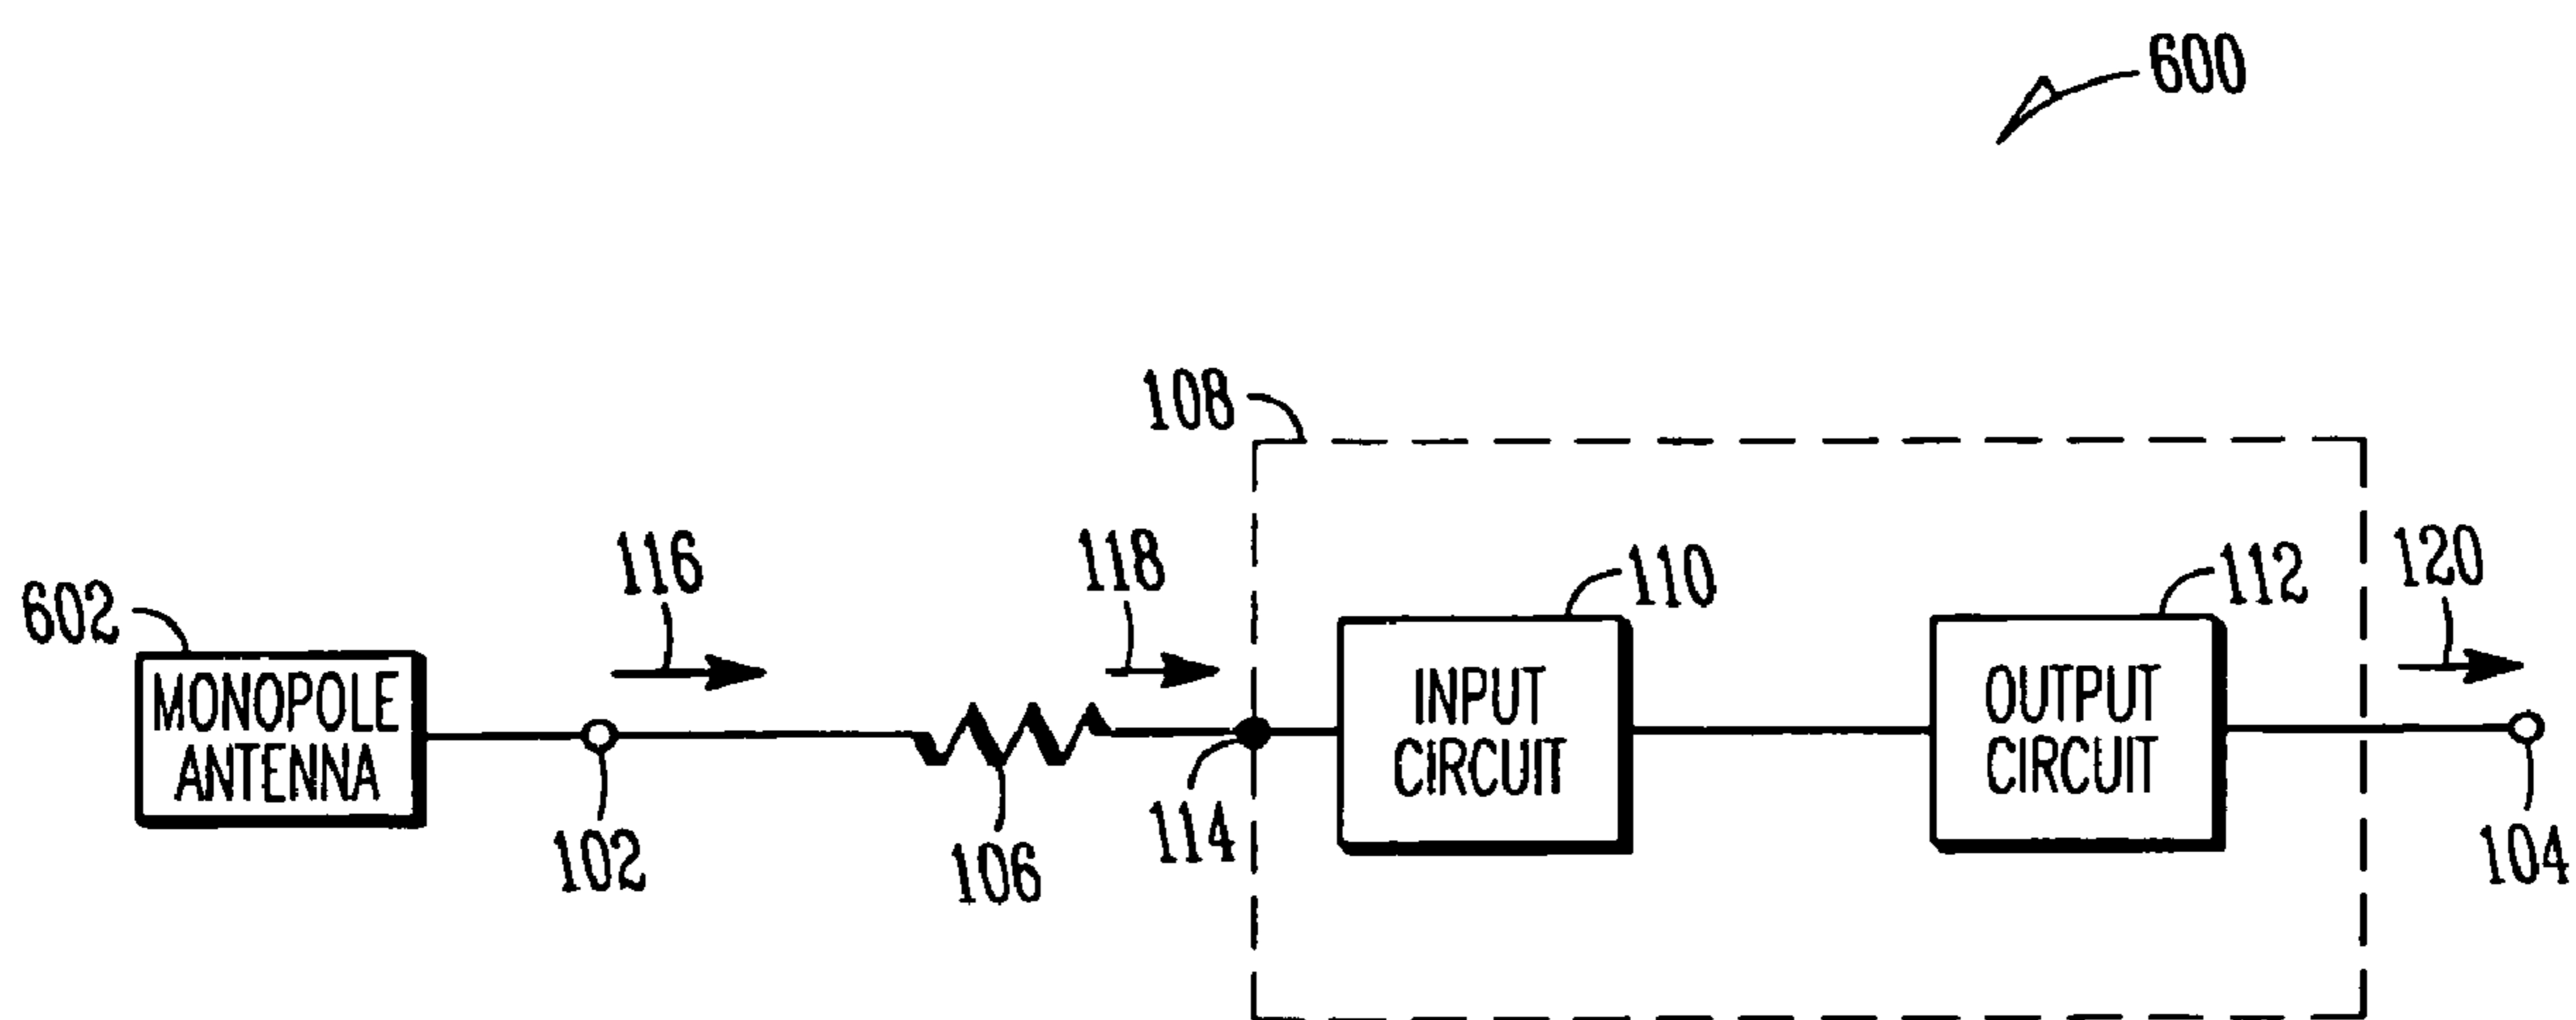 600
108
116
118
110
112
120
602
MONOPOLE
ANTENNA
INPUT
CIRCUIT
OUTPUT
CIRCUIT
102
106
114
104